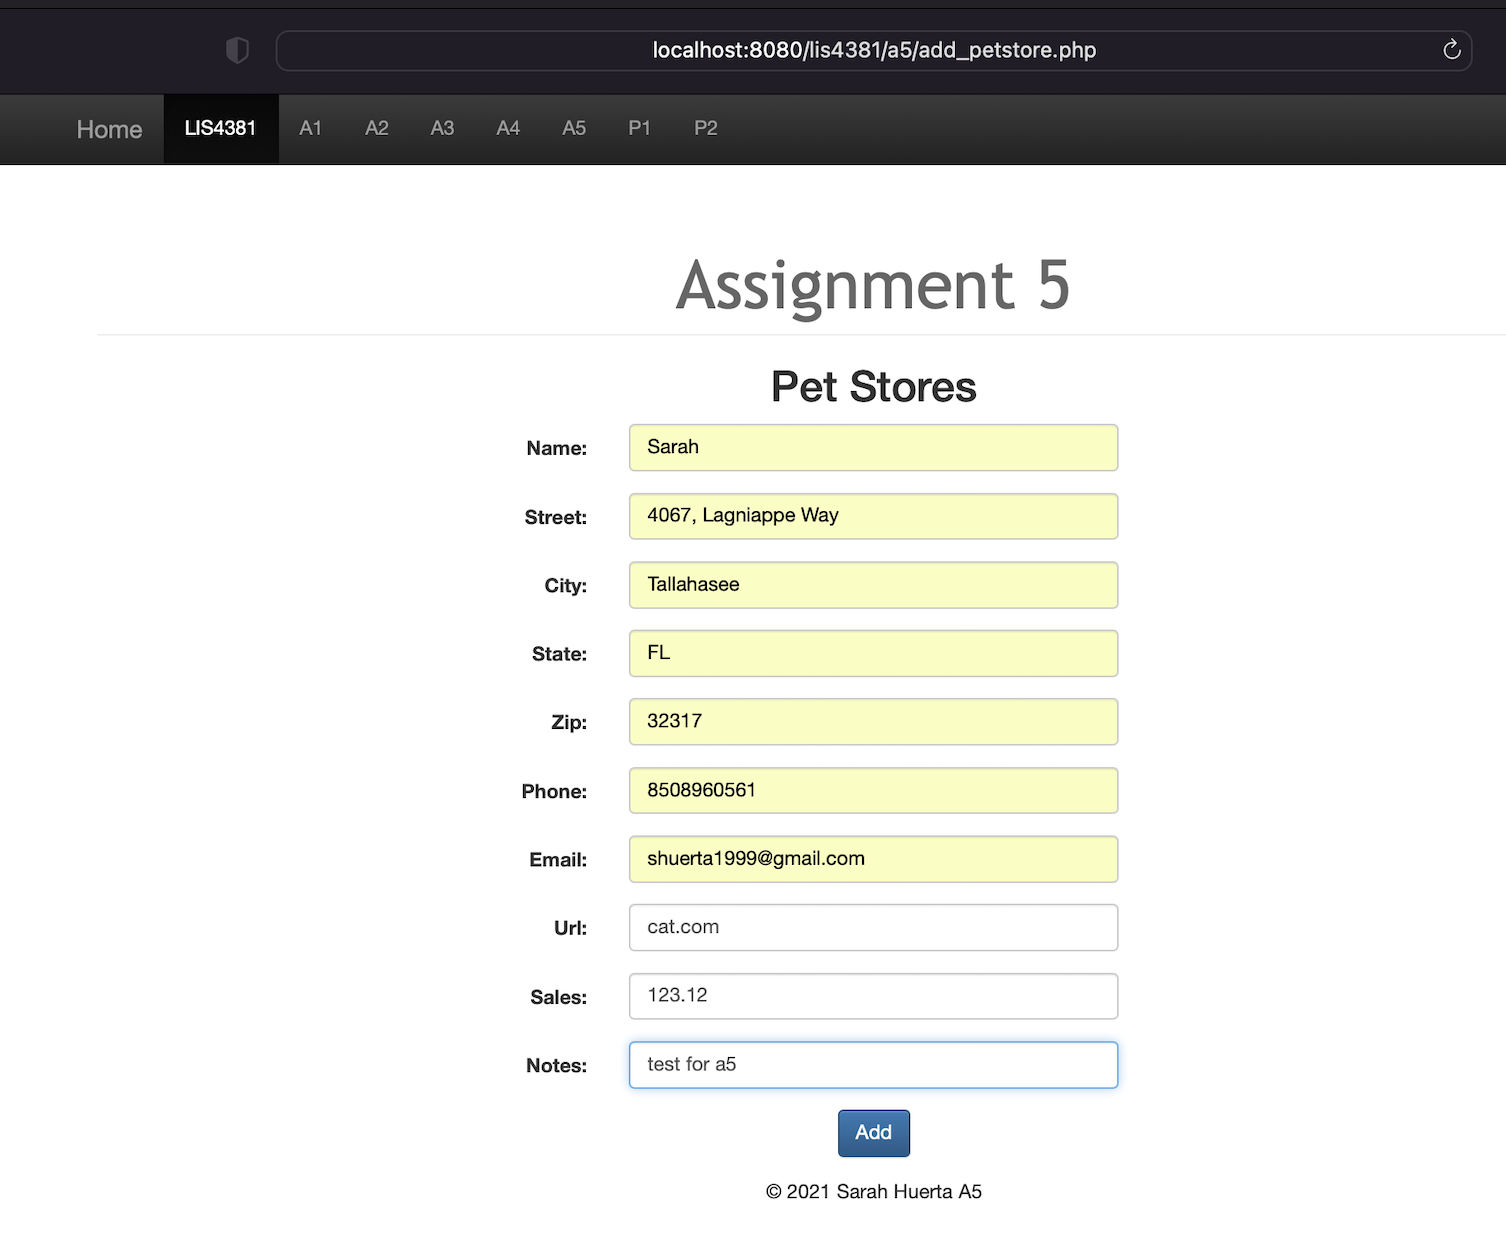 localhost:8080/lis4381/a5/add_petstore.php
Home LIS4381 A1 A2 A3 A4 A5 P1 P2
Assignment 5
Pet Stores
Name: Sarah
Street: 4067, Lagniappe Way
City: Tallahasee
State: FL
Zip: 32317
Phone: 8508960561
Email: shuerta1999@gmail.com
Url: cat.com
Sales: 123.12
Notes: test for a5
Add
© 2021 Sarah Huerta A5